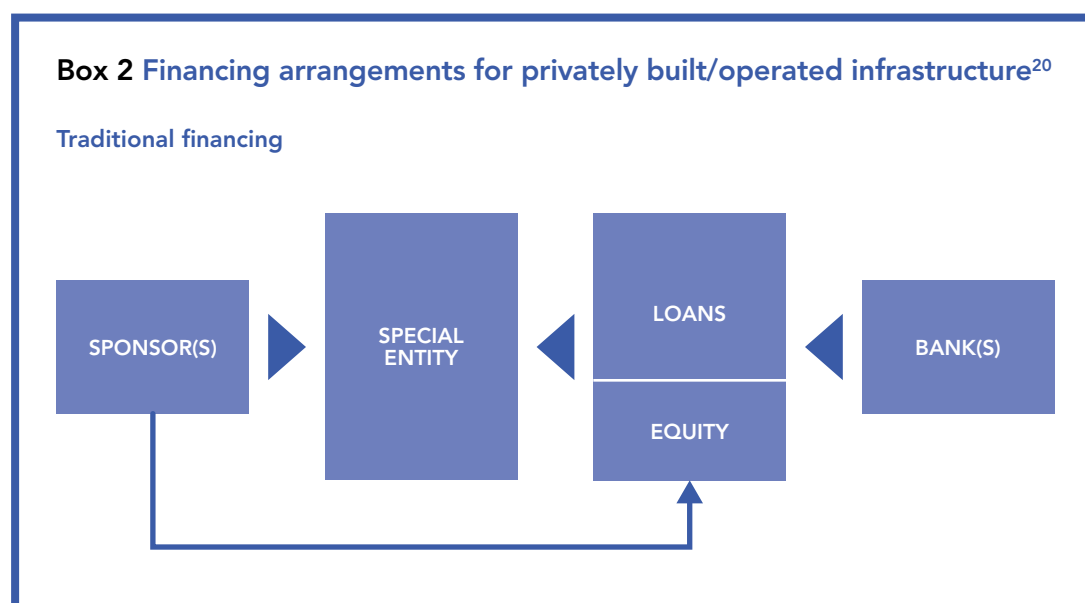 Box 2 Financing arrangements for privately built/operated infrastructure20
Traditional financing
SPONSOR(S)
SPECIAL
ENTITY
LOANS
EQUITY
BANK(S)